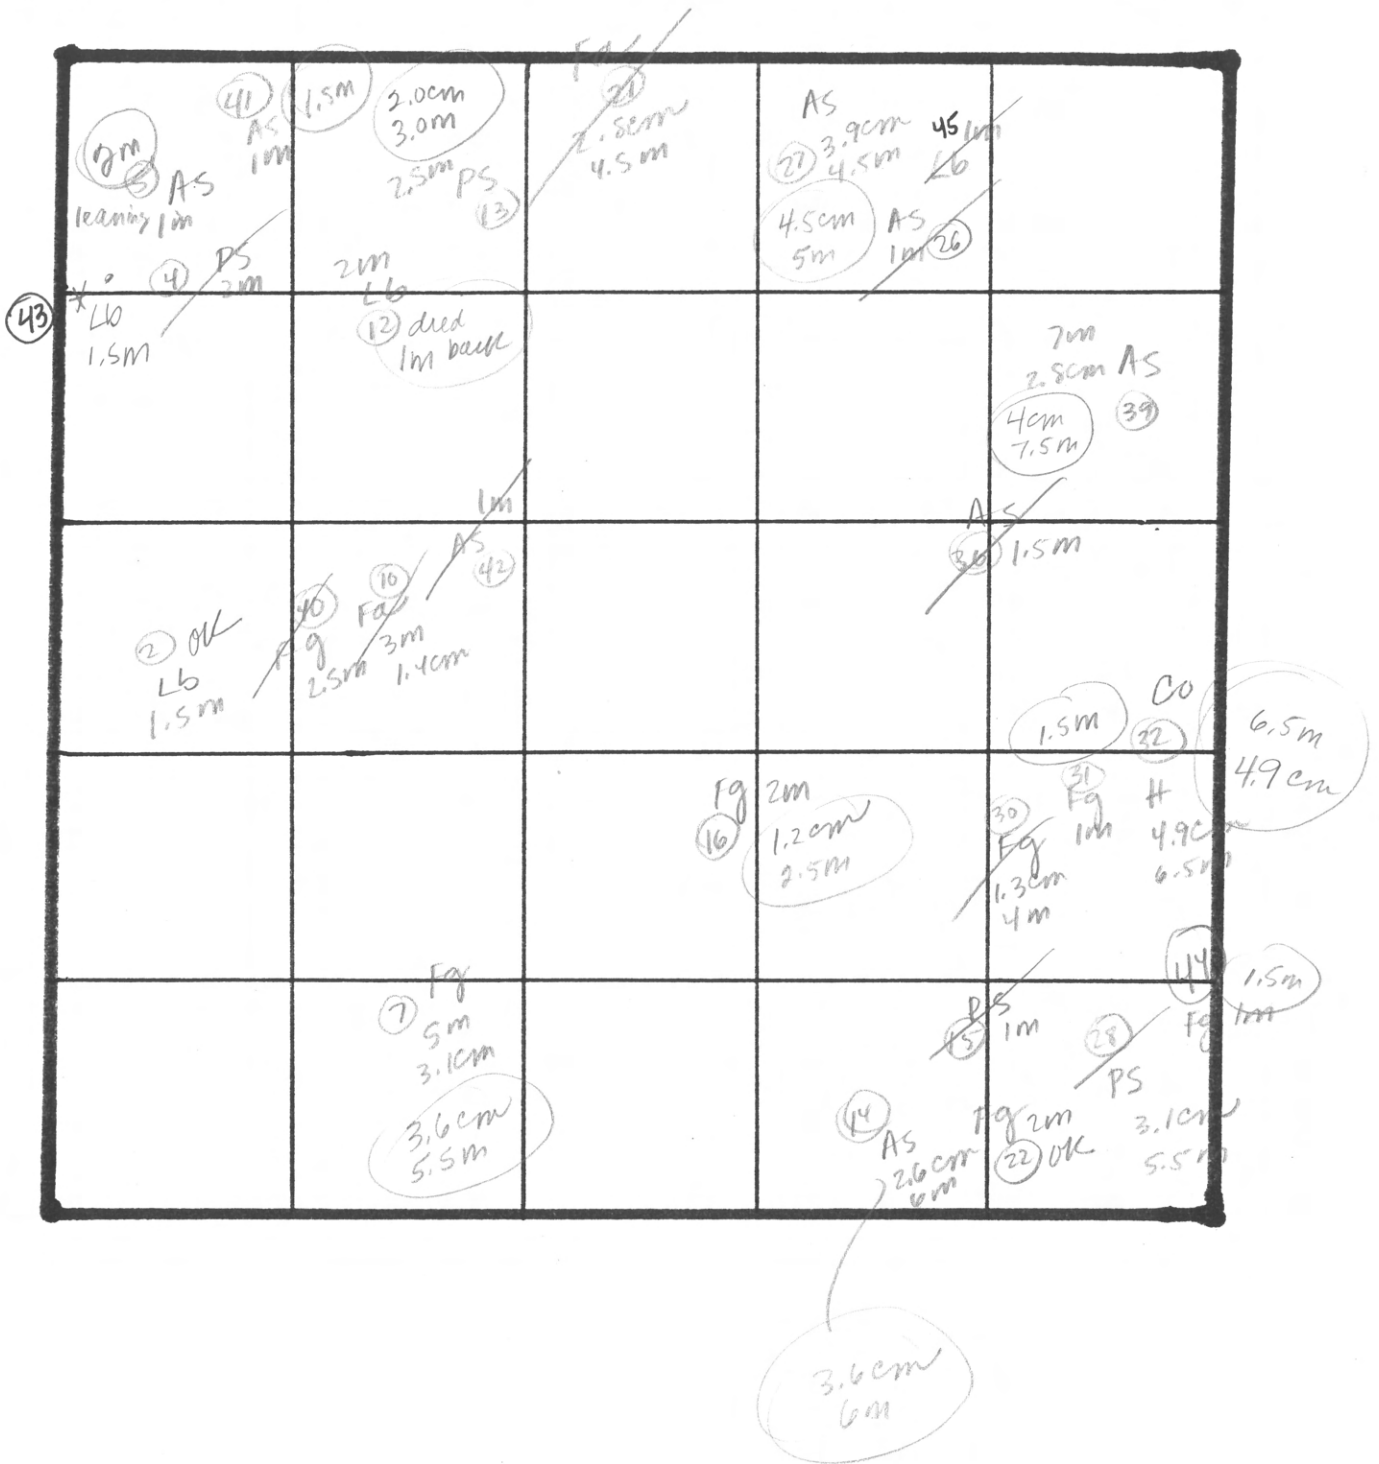 41
1.5m
AS
1m
2m
5 AS
leaning 1m
4
PS
2m
2.0cm
3.0m
2.5m PS
13
Fg
21
2.5cm
4.5m
AS
3.9cm
27 4.5m
4.5cm
5m
45 1m
Lb
AS
1m 26
43
* Lb
1.5m
2m
Lb
12 died
1m back
7m
2.8cm AS
39
4cm
7.5m
AS
36 1.5m
1m
AS
42
2 OK
Lb
1.5m
40
Fg
2.5m
10
Fg
3m
1.4cm
Co
1.5m
32
6.5m
4.9cm
Fg 2m
16
1.2cm
2.5m
30
Fg
1.3cm
4m
31
Fg
1m
H
4.9cm
6.5m
44
1.5m
Fg 1m
Fg
7
5m
3.1cm
3.6cm
5.5m
PS
15 1m
28
PS
3.1cm
5.5m
14
AS
2.6cm
6m
Fg 2m
22 OK
3.6cm
6m